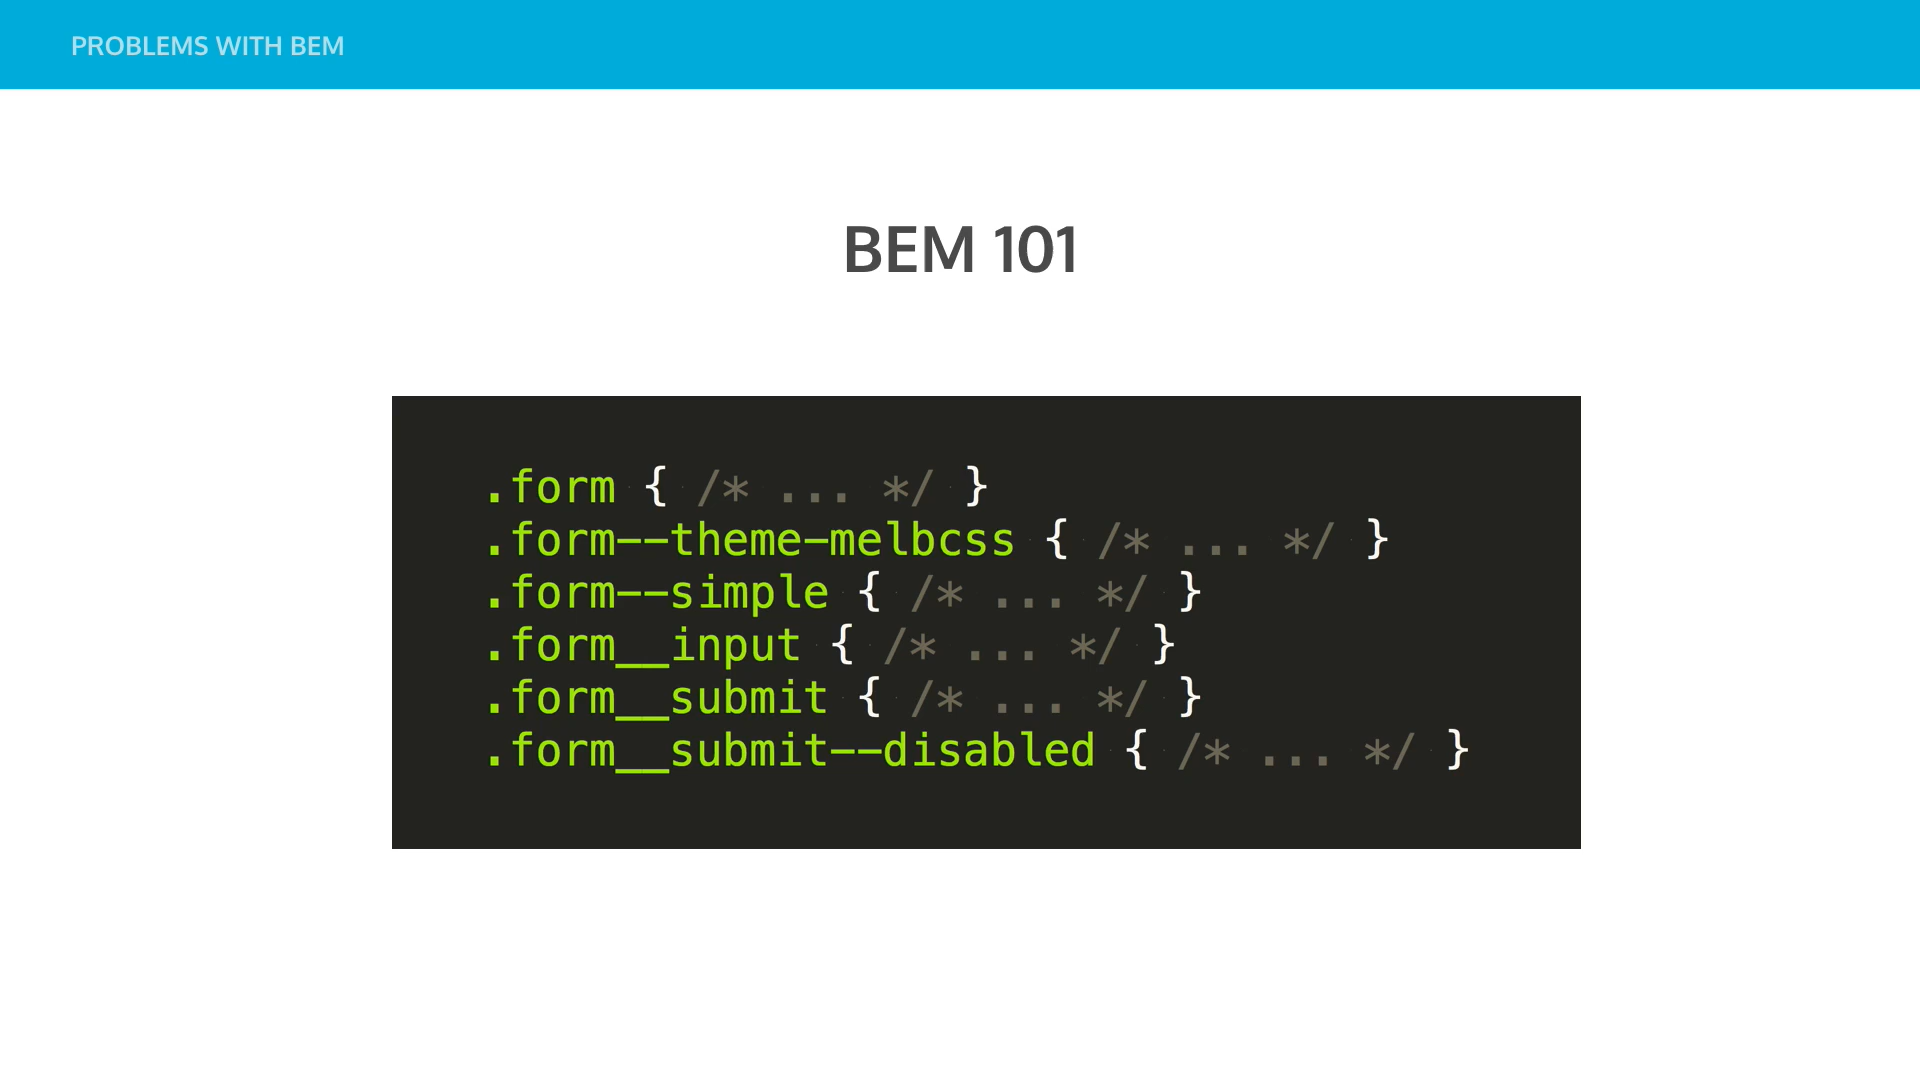 PROBLEMS WITH BEM
BEM 101
.form { /* ... */ }
.form--theme-melbcss { /* ... */ }
.form--simple { /* ... */ }
.form__input { /* ... */ }
.form__submit { /* ... */ }
.form__submit--disabled { /* ... */ }